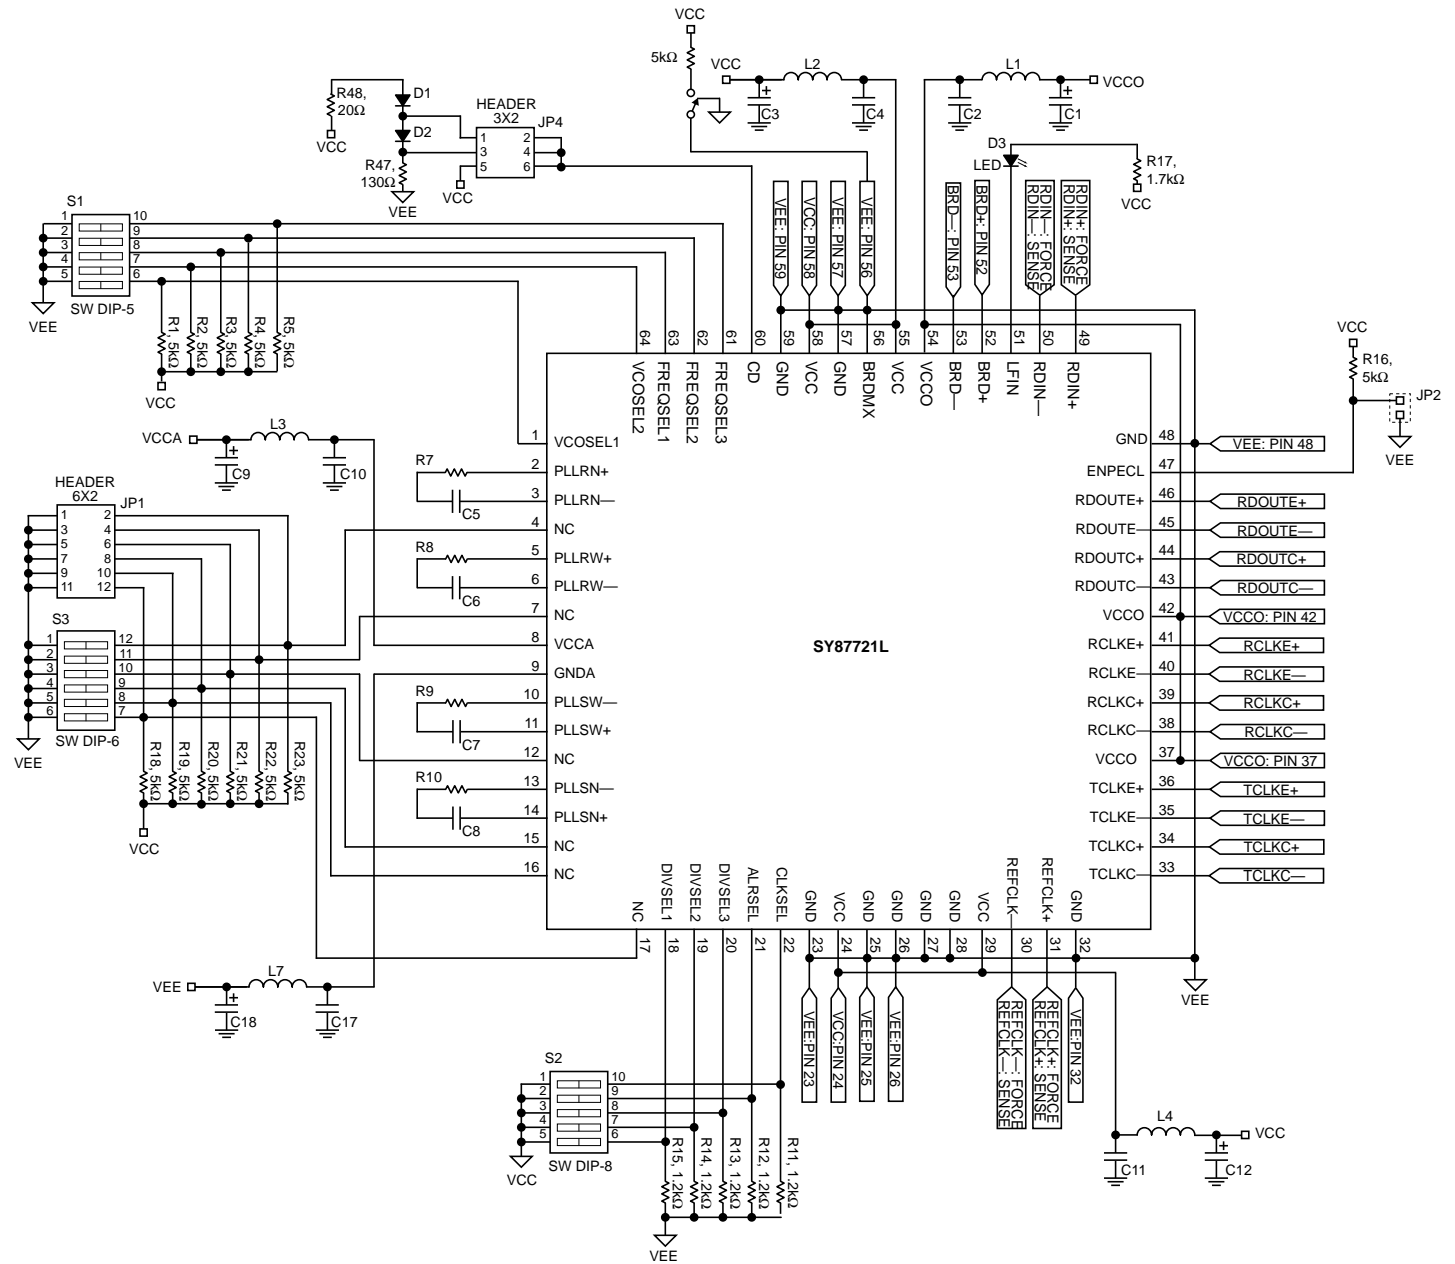 VCC
5kΩ
VCC
L2
C3
C4
L1
VCCO
C2
C1
R48,
20Ω
VCC
D1
D2
R47,
130Ω
VEE
HEADER
3X2
JP4
1 2
3 4
5 6
VCC
D3
LED
R17,
1.7kΩ
VCC
VEE: PIN 59
VCC: PIN 58
VEE: PIN 57
VEE: PIN 56
BRD—: PIN 53
BRD+: PIN 52
RDIN—: FORCE
RDIN—: SENSE
RDIN+: FORCE
RDIN+: SENSE
S1
1 10
2 9
3 8
4 7
5 6
SW DIP-5
VEE
R1, 5kΩ
R2, 5kΩ
R3, 5kΩ
R4, 5kΩ
R5, 5kΩ
VCC
64 VCOSEL2
63 FREQSEL1
62 FREQSEL2
61 FREQSEL3
60 CD
59 GND
58 VCC
57 GND
56 BRDMX
55 VCC
54 VCCO
53 BRD—
52 BRD+
51 LFIN
50 RDIN—
49 RDIN+
VCC
R16,
5kΩ
JP2
VEE
VCCA
L3
C9
C10
HEADER
6X2
JP1
1 2
3 4
5 6
7 8
9 10
11 12
S3
1 12
2 11
3 10
4 9
5 8
6 7
SW DIP-6
VEE
R18, 5kΩ
R19, 5kΩ
R20, 5kΩ
R21, 5kΩ
R22, 5kΩ
R23, 5kΩ
VCC
R7
C5
R8
C6
R9
C7
R10
C8
1 VCOSEL1
2 PLLRN+
3 PLLRN—
4 NC
5 PLLRW+
6 PLLRW—
7 NC
8 VCCA
9 GNDA
10 PLLSW—
11 PLLSW+
12 NC
13 PLLSN—
14 PLLSN+
15 NC
16 NC
SY87721L
GND 48 VEE: PIN 48
ENPECL 47
RDOUTE+ 46 RDOUTE+
RDOUTE— 45 RDOUTE—
RDOUTC+ 44 RDOUTC+
RDOUTC— 43 RDOUTC—
VCCO 42 VCCO: PIN 42
RCLKE+ 41 RCLKE+
RCLKE— 40 RCLKE—
RCLKC+ 39 RCLKC+
RCLKC— 38 RCLKC—
VCCO 37 VCCO: PIN 37
TCLKE+ 36 TCLKE+
TCLKE— 35 TCLKE—
TCLKC+ 34 TCLKC+
TCLKC— 33 TCLKC—
NC 17
DIVSEL1 18
DIVSEL2 19
DIVSEL3 20
ALRSEL 21
CLKSEL 22
GND 23
VCC 24
GND 25
GND 26
GND 27
GND 28
VCC 29
REFCLK— 30
REFCLK+ 31
GND 32
VEE
VEE
L7
C18
C17
VEE:PIN 23
VCC:PIN 24
VEE:PIN 25
VEE:PIN 26
REFCLK—: FORCE
REFCLK—: SENSE
REFCLK+: FORCE
REFCLK+: SENSE
VEE:PIN 32
S2
1 10
2 9
3 8
4 7
5 6
SW DIP-8
VCC
R15, 1.2kΩ
R14, 1.2kΩ
R13, 1.2kΩ
R12, 1.2kΩ
R11, 1.2kΩ
VEE
L4
VCC
C11
C12